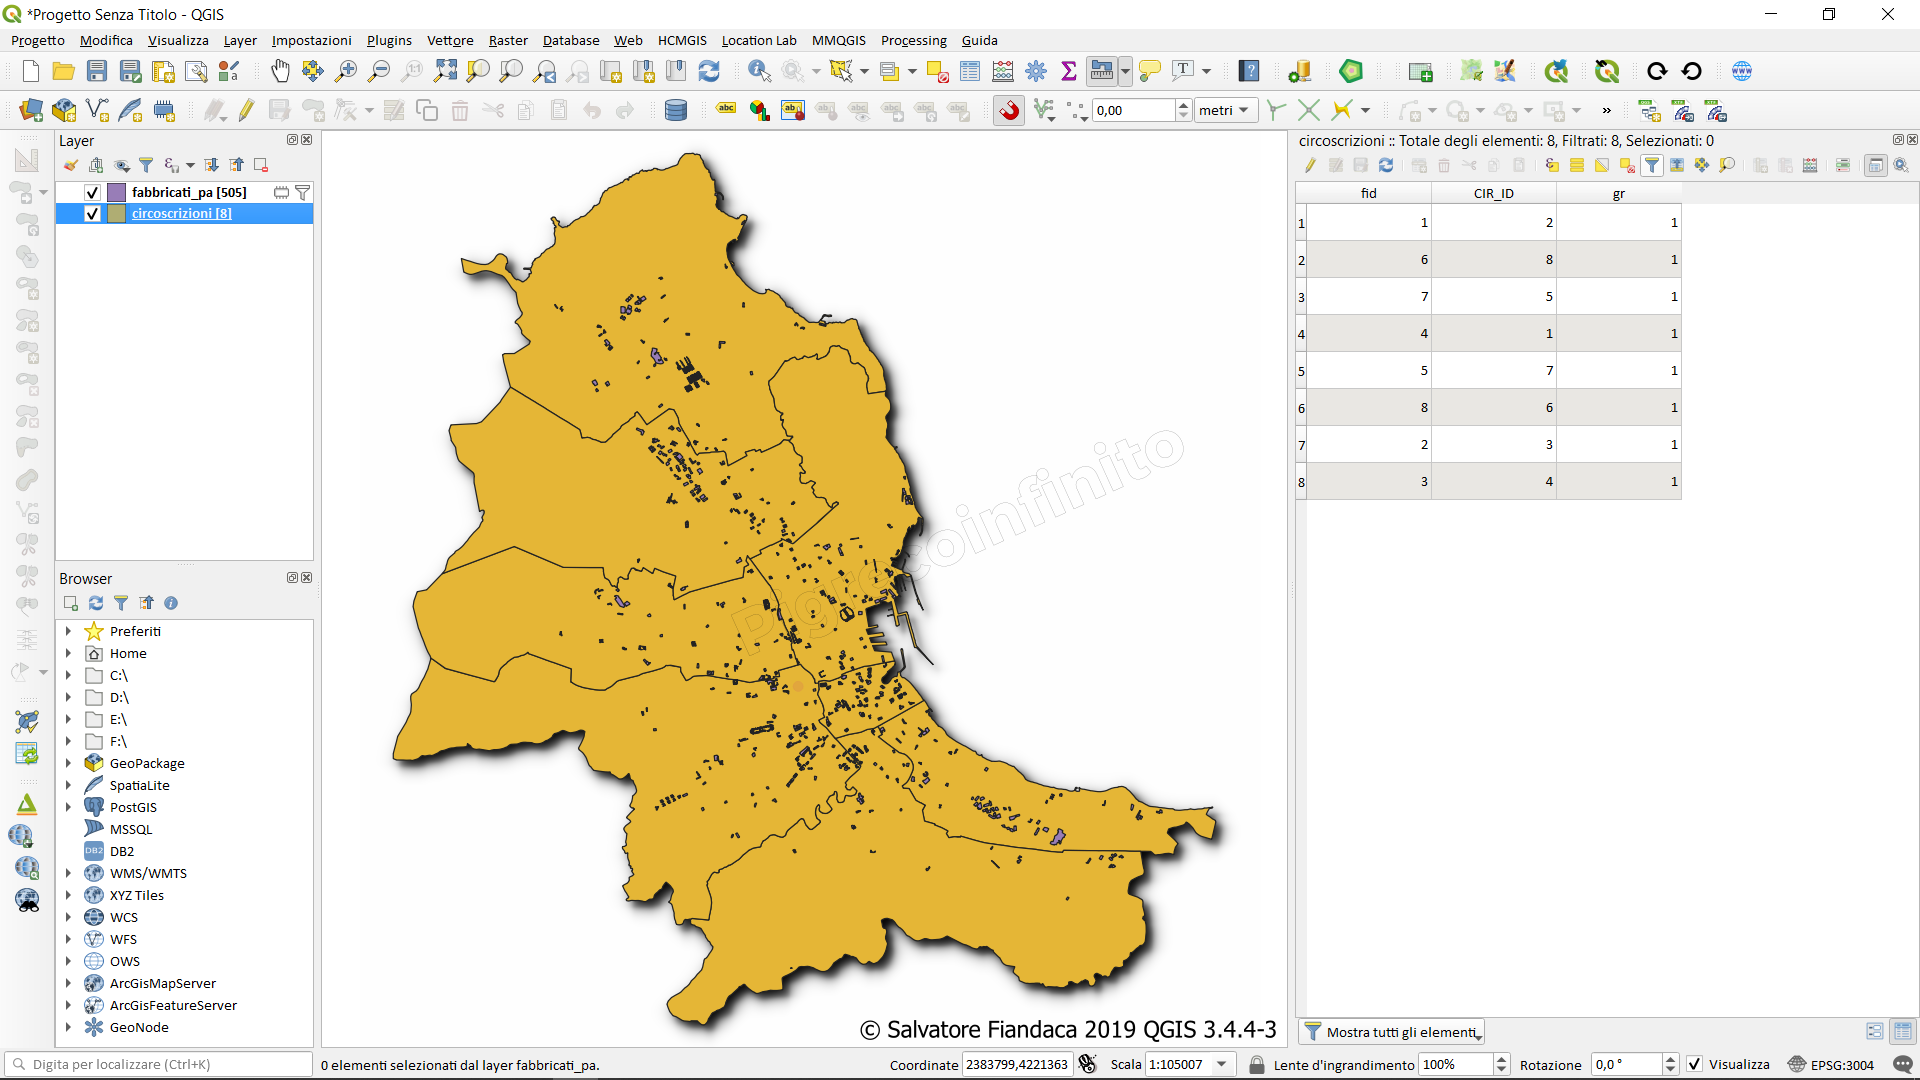 *Progetto Senza Titolo - QGIS
Progetto Modifica Visualizza Layer Impostazioni Plugins Vettore Raster Database Web HCMGIS Location Lab MMQGIS Processing Guida
0,00 metri
Layer
fabbricati_pa [505]
circoscrizioni [8]
Browser
Preferiti
Home
C:\
D:\
E:\
F:\
GeoPackage
SpatiaLite
PostGIS
MSSQL
DB2
WMS/WMTS
XYZ Tiles
WCS
WFS
OWS
ArcGisMapServer
ArcGisFeatureServer
GeoNode
Pigrecoinfinito
© Salvatore Fiandaca 2019 QGIS 3.4.4-3
circoscrizioni :: Totale degli elementi: 8, Filtrati: 8, Selezionati: 0
fid CIR_ID gr
1 1 2 1
2 6 8 1
3 7 5 1
4 4 1 1
5 5 7 1
6 8 6 1
7 2 3 1
8 3 4 1
Mostra tutti gli elementi
Digita per localizzare (Ctrl+K)
0 elementi selezionati dal layer fabbricati_pa.
Coordinate 2383799,4221363 Scala 1:105007 Lente d'ingrandimento 100% Rotazione 0,0 ° Visualizza EPSG:3004